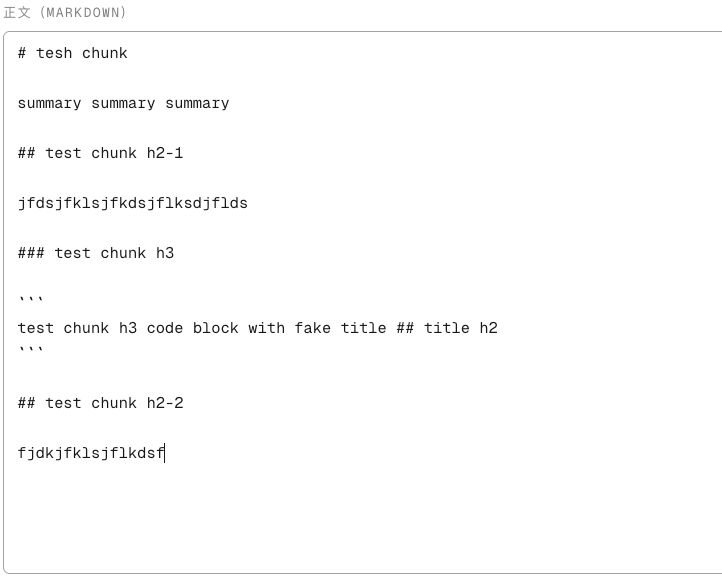 正文 (MARKDOWN)
# tesh chunk
summary summary summary
## test chunk h2-1
jfdsjfklsjfkdsjflksdjflds
### test chunk h3
```
test chunk h3 code block with fake title ## title h2
```
## test chunk h2-2
fjdkjfklsjflkdsf